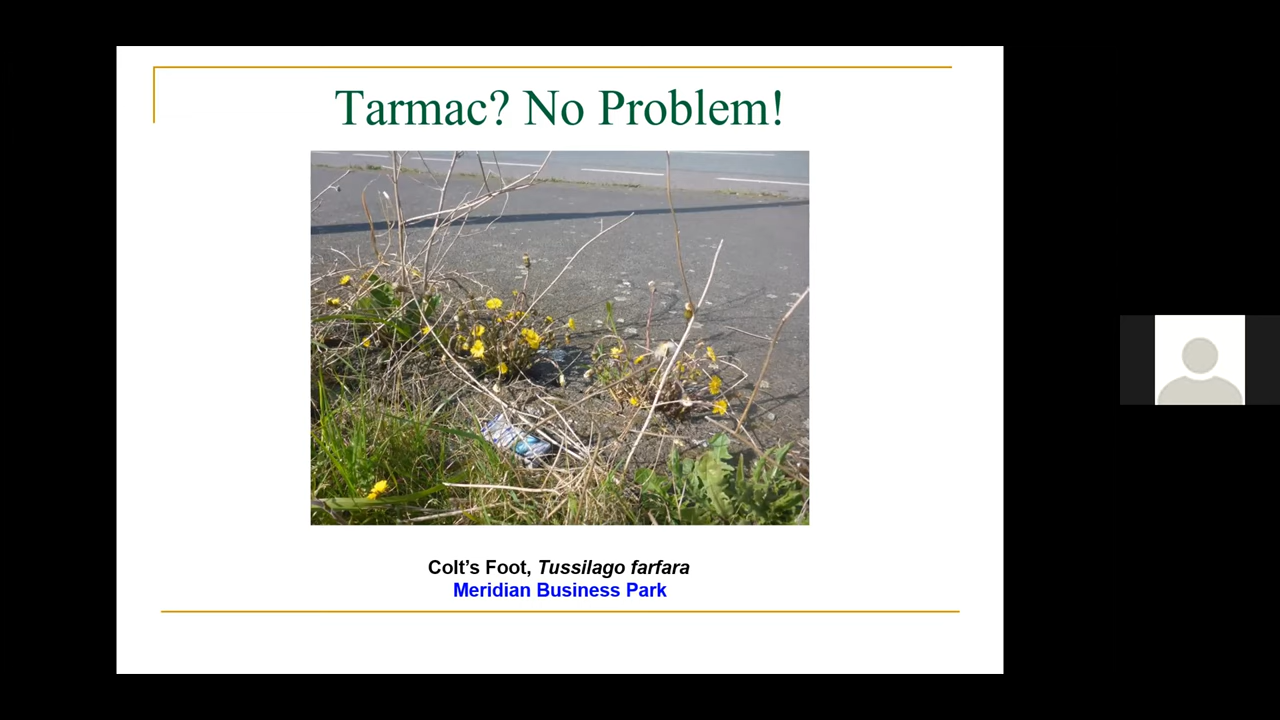 Tarmac? No Problem!
Colt’s Foot, Tussilago farfara
Meridian Business Park